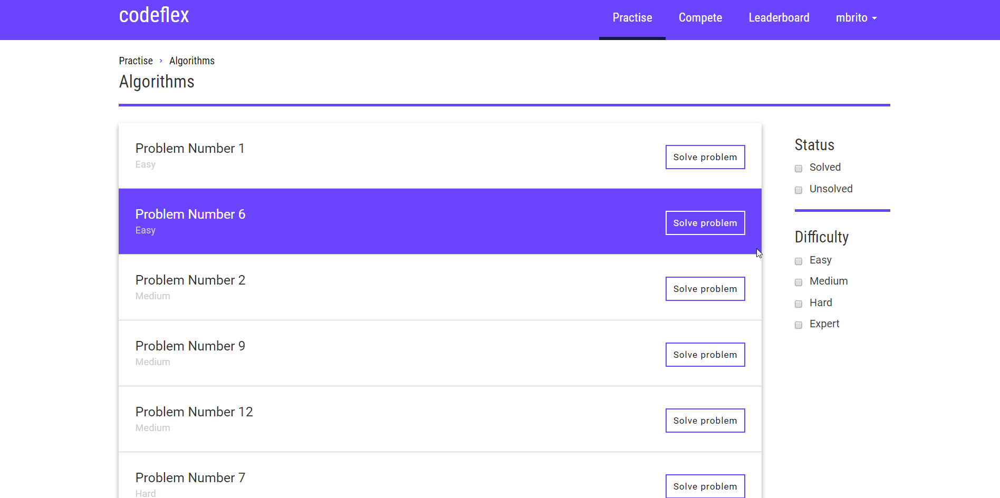 codeflex
Practise Compete Leaderboard mbrito
Practise › Algorithms
Algorithms
Problem Number 1
Easy
Solve problem
Problem Number 6
Easy
Solve problem
Problem Number 2
Medium
Solve problem
Problem Number 9
Medium
Solve problem
Problem Number 12
Medium
Solve problem
Problem Number 7
Hard
Solve problem
Status
Solved
Unsolved
Difficulty
Easy
Medium
Hard
Expert